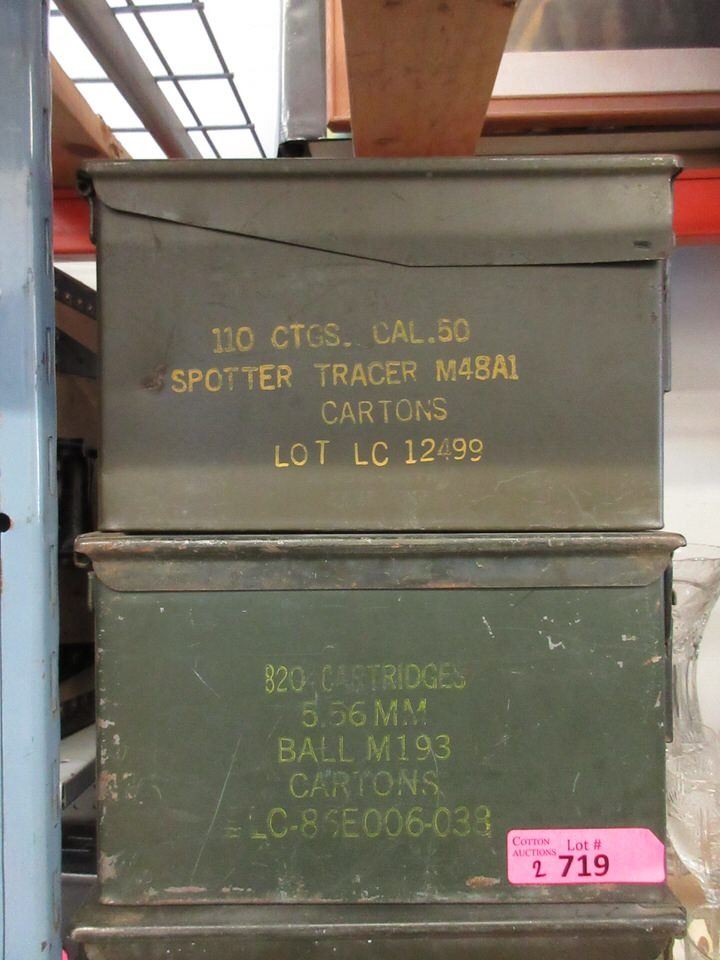 110 CTGS. CAL.50
SPOTTER TRACER M48A1
CARTONS
LOT LC 12499
820 CARTRIDGES
5.56 MM
BALL M193
CARTONS
COTTON
AUCTIONS
Lot #
2 719